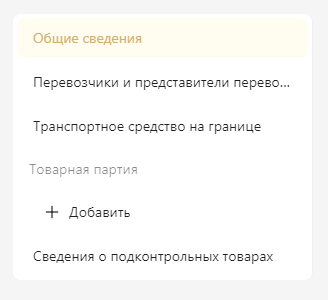 Общие сведения
Перевозчики и представители перево...
Транспортное средство на границе
Товарная партия
+ Добавить
Сведения о подконтрольных товарах